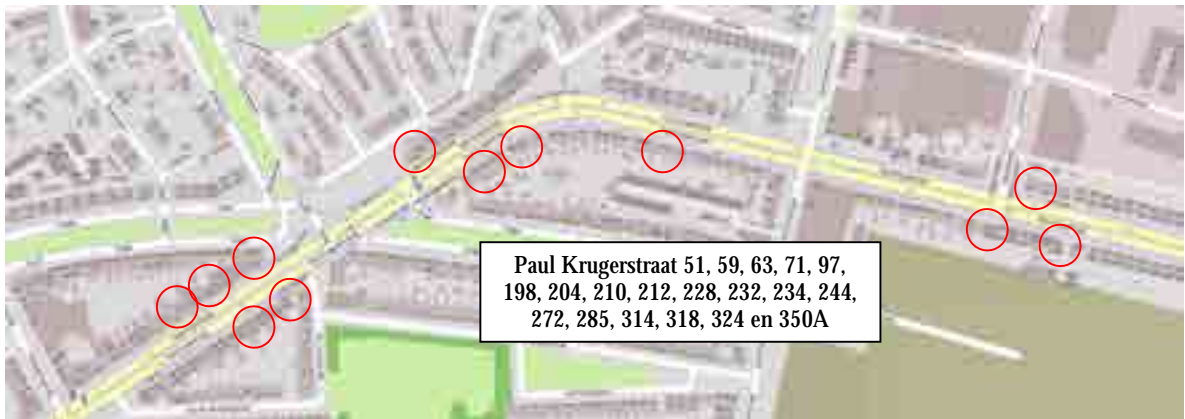 Paul Krugerstraat 51, 59, 63, 71, 97,
198, 204, 210, 212, 228, 232, 234, 244,
272, 285, 314, 318, 324 en 350A